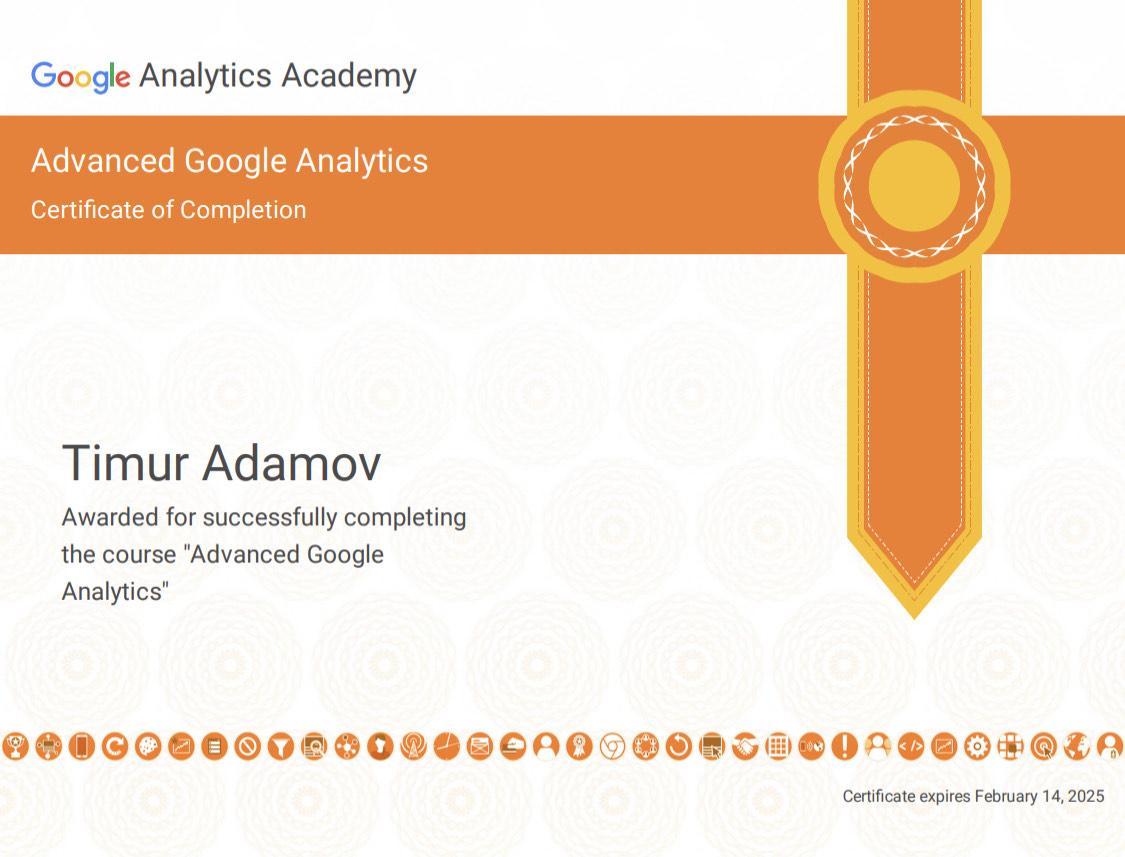 Google Analytics Academy
Advanced Google Analytics
Certificate of Completion
Timur Adamov
Awarded for successfully completing
the course "Advanced Google
Analytics"
Certificate expires February 14, 2025